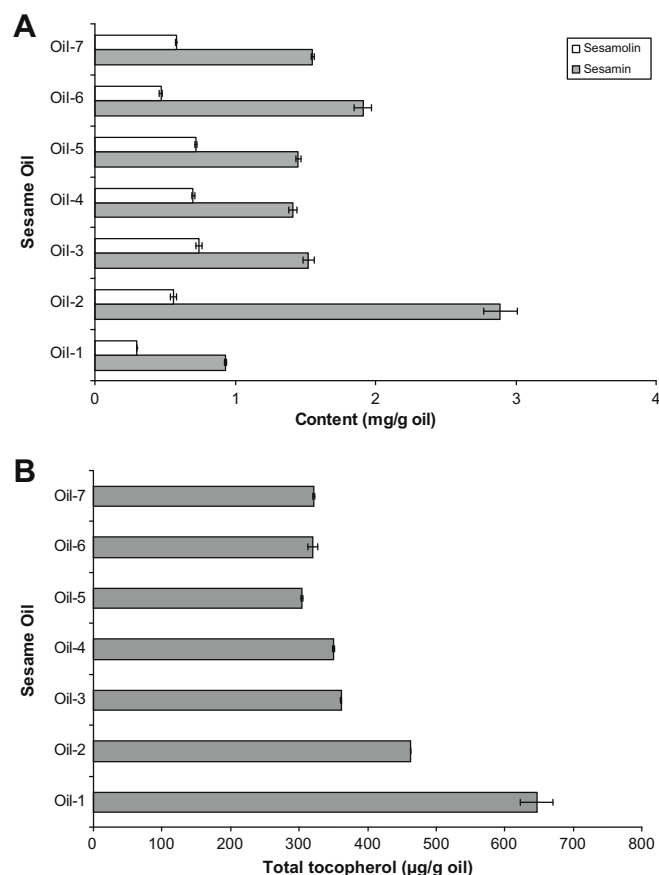 A
Sesame Oil
Oil-7
Oil-6
Oil-5
Oil-4
Oil-3
Oil-2
Oil-1
Sesamolin
Sesamin
0 1 2 3 4
Content (mg/g oil)
B
Sesame Oil
Oil-7
Oil-6
Oil-5
Oil-4
Oil-3
Oil-2
Oil-1
0 100 200 300 400 500 600 700 800
Total tocopherol (µg/g oil)